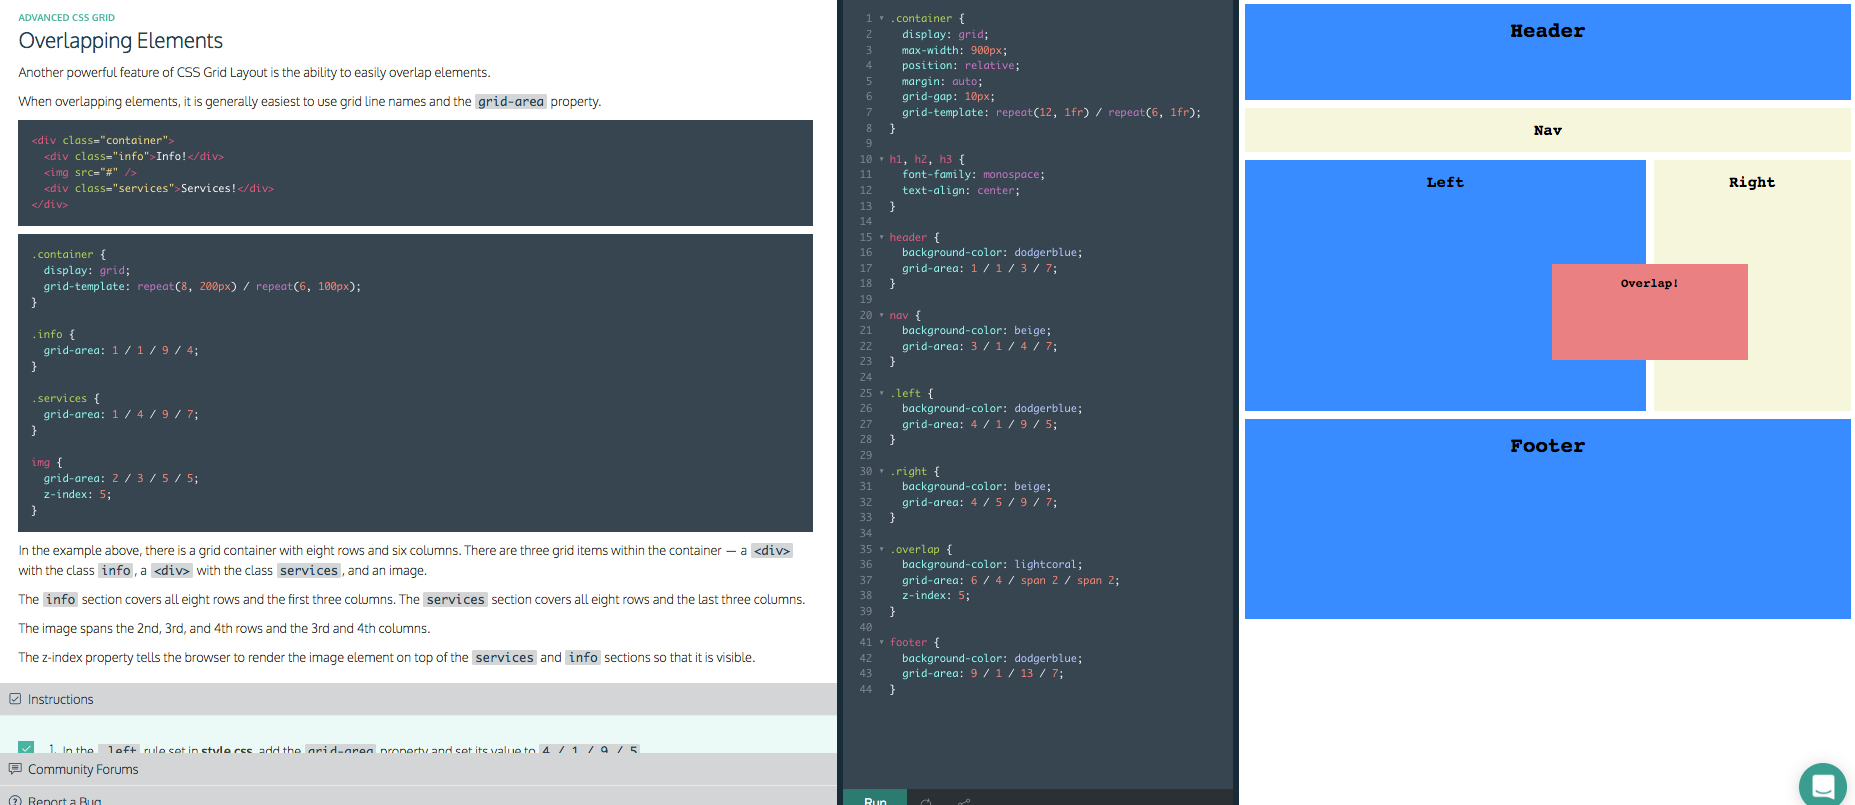 ADVANCED CSS GRID
Overlapping Elements
Another powerful feature of CSS Grid Layout is the ability to easily overlap elements.
When overlapping elements, it is generally easiest to use grid line names and the grid-area property.
<div class="container">
<div class="info">Info!</div>
<img src="#" />
<div class="services">Services!</div>
</div>
.container {
display: grid;
grid-template: repeat(8, 200px) / repeat(6, 100px);
}
.info {
grid-area: 1 / 1 / 9 / 4;
}
.services {
grid-area: 1 / 4 / 9 / 7;
}
img {
grid-area: 2 / 3 / 5 / 5;
z-index: 5;
}
In the example above, there is a grid container with eight rows and six columns. There are three grid items within the container — a <div>
with the class info, a <div> with the class services, and an image.
The info section covers all eight rows and the first three columns. The services section covers all eight rows and the last three columns.
The image spans the 2nd, 3rd, and 4th rows and the 3rd and 4th columns.
The z-index property tells the browser to render the image element on top of the services and info sections so that it is visible.
Instructions
1. In the .left rule set in style.css, add the grid-area property and set its value to 4 / 1 / 9 / 5
Community Forums
Report a Bug
1 .container {
2 display: grid;
3 max-width: 900px;
4 position: relative;
5 margin: auto;
6 grid-gap: 10px;
7 grid-template: repeat(12, 1fr) / repeat(6, 1fr);
8 }
9
10 h1, h2, h3 {
11 font-family: monospace;
12 text-align: center;
13 }
14
15 header {
16 background-color: dodgerblue;
17 grid-area: 1 / 1 / 3 / 7;
18 }
19
20 nav {
21 background-color: beige;
22 grid-area: 3 / 1 / 4 / 7;
23 }
24
25 .left {
26 background-color: dodgerblue;
27 grid-area: 4 / 1 / 9 / 5;
28 }
29
30 .right {
31 background-color: beige;
32 grid-area: 4 / 5 / 9 / 7;
33 }
34
35 .overlap {
36 background-color: lightcoral;
37 grid-area: 6 / 4 / span 2 / span 2;
38 z-index: 5;
39 }
40
41 footer {
42 background-color: dodgerblue;
43 grid-area: 9 / 1 / 13 / 7;
44 }
Run
Header
Nav
Left
Right
Overlap!
Footer